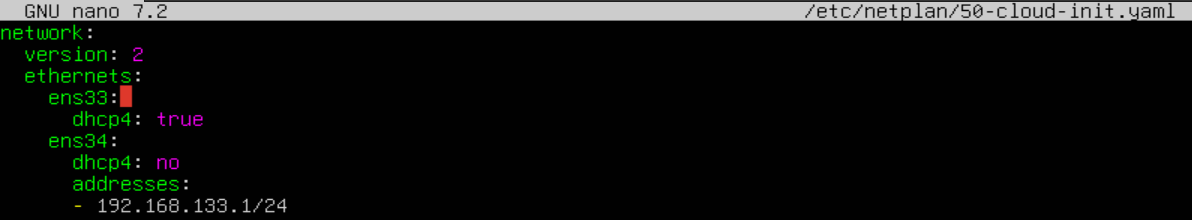 GNU nano 7.2 /etc/netplan/50-cloud-init.yaml
network:
  version: 2
  ethernets:
    ens33:
      dhcp4: true
    ens34:
      dhcp4: no
      addresses:
      - 192.168.133.1/24